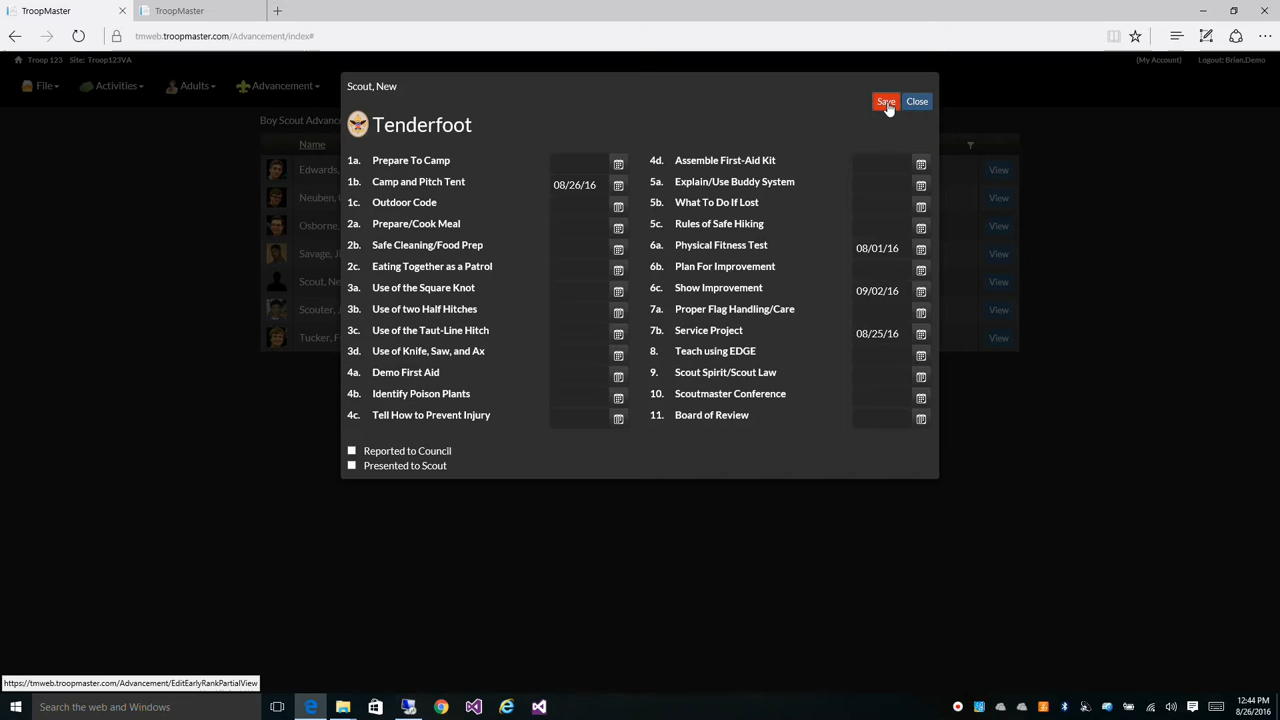 TroopMaster
TroopMaster
tmweb.troopmaster.com/Advancement/index#
Troop 123 Site: Troop123VA
(My Account) Logout: Brian.Demo
File Activities Adults Advancement
Boy Scout Advanc
Name
Edwards,
View
Neuben,
View
Osborne
View
Savage, Ji
View
Scout, Ne
View
Scouter,
View
Tucker, F
View
Scout, New
Save Close
Tenderfoot
1a. Prepare To Camp
1b. Camp and Pitch Tent 08/26/16
1c. Outdoor Code
2a. Prepare/Cook Meal
2b. Safe Cleaning/Food Prep
2c. Eating Together as a Patrol
3a. Use of the Square Knot
3b. Use of two Half Hitches
3c. Use of the Taut-Line Hitch
3d. Use of Knife, Saw, and Ax
4a. Demo First Aid
4b. Identify Poison Plants
4c. Tell How to Prevent Injury
4d. Assemble First-Aid Kit
5a. Explain/Use Buddy System
5b. What To Do If Lost
5c. Rules of Safe Hiking
6a. Physical Fitness Test 08/01/16
6b. Plan For Improvement
6c. Show Improvement 09/02/16
7a. Proper Flag Handling/Care
7b. Service Project 08/25/16
8. Teach using EDGE
9. Scout Spirit/Scout Law
10. Scoutmaster Conference
11. Board of Review
Reported to Council
Presented to Scout
https://tmweb.troopmaster.com/Advancement/EditEarlyRankPartialView
Search the web and Windows
12:44 PM
8/26/2016